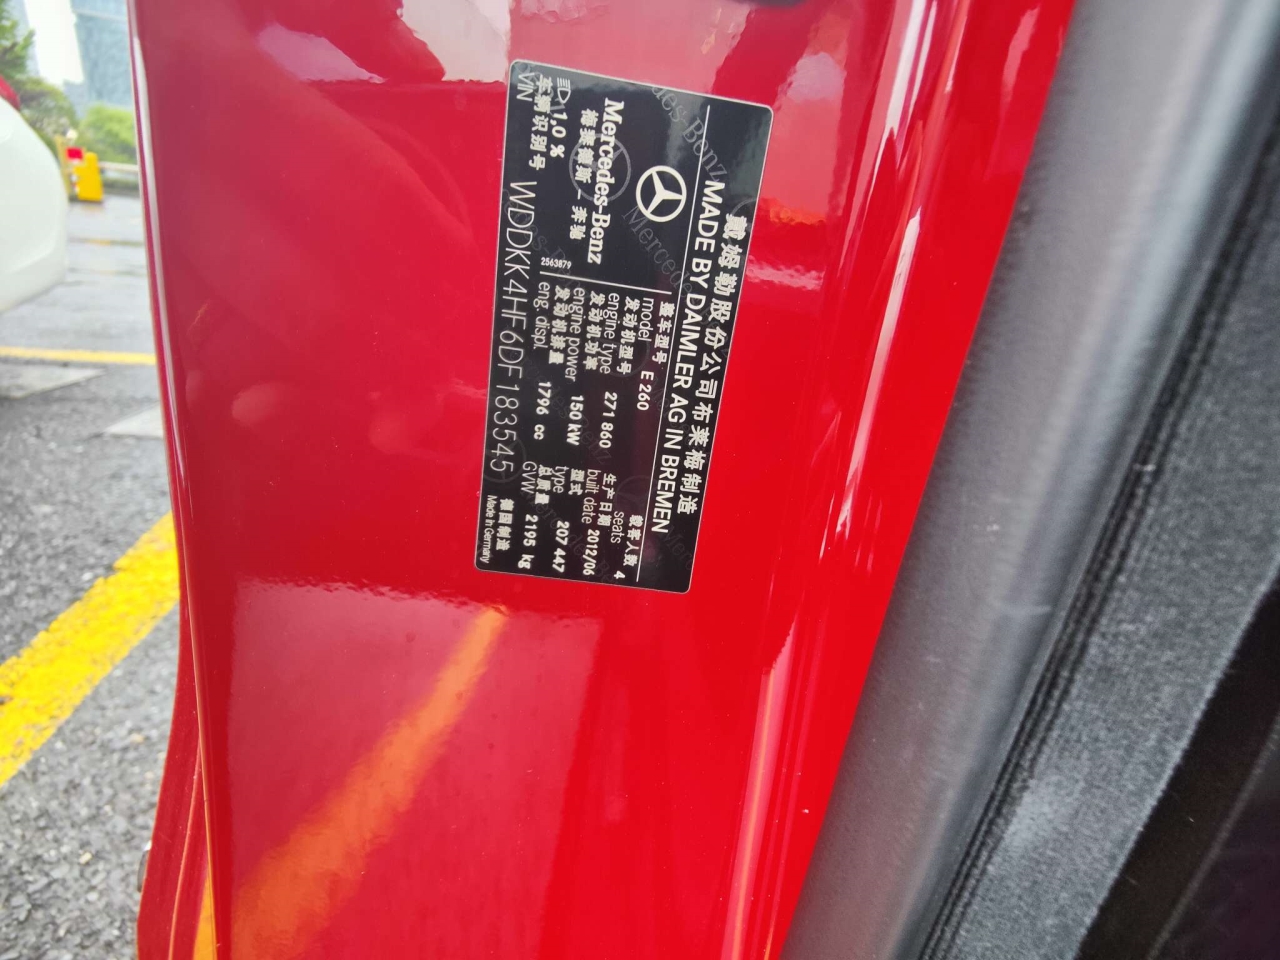 戴姆勒股份公司布莱梅制造
MADE BY DAIMLER AG IN BREMEN
Mercedes-Benz
梅赛德斯/奔驰
1,0 %
2563879
整车型号
model E 260
载客人数
seats 4
发动机型号
engine type 271 860
生产日期
built date 2012/06
发动机功率
engine power 150 kW
型式
type 207 447
发动机排量
eng. displ. 1796 cc
总质量
GVW 2195 kg
车辆识别号
VIN WDDKK4HF6DF183545
德国制造
Made in Germany